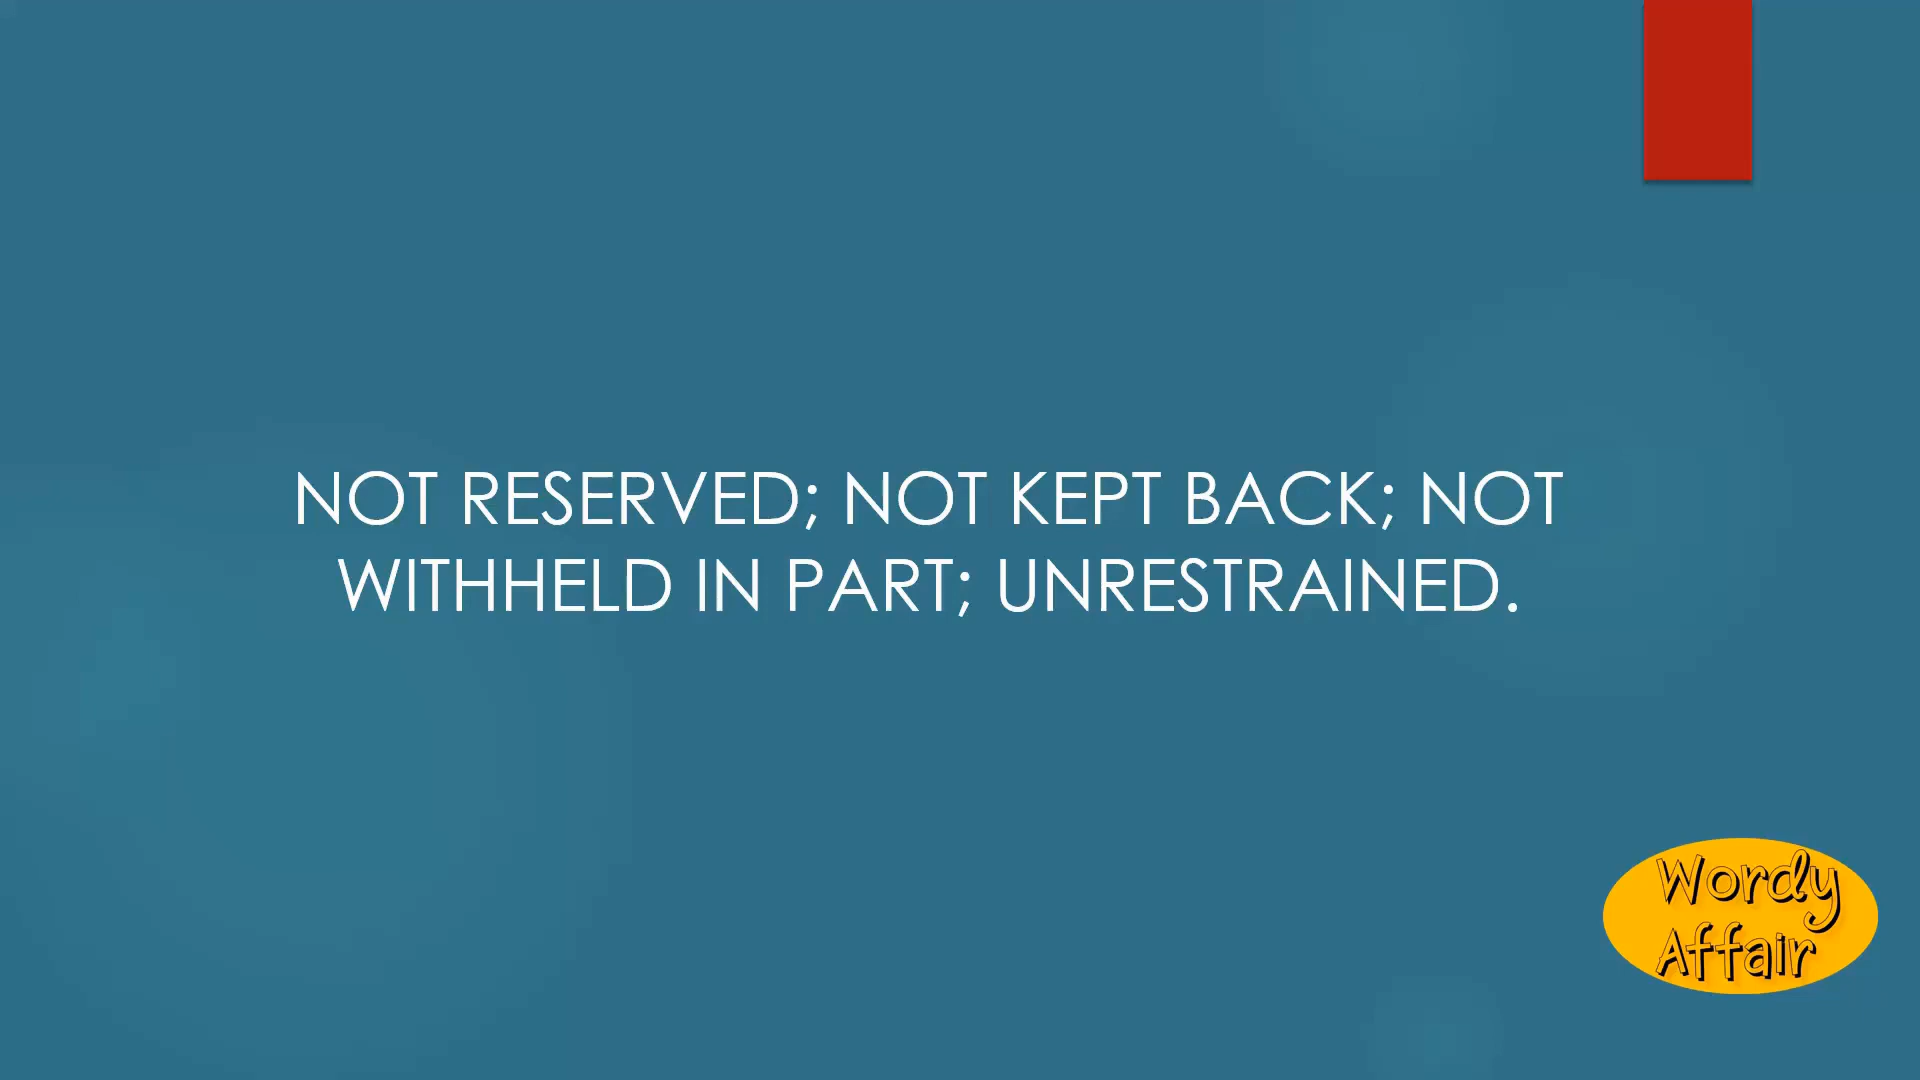 NOT RESERVED; NOT KEPT BACK; NOT
WITHHELD IN PART; UNRESTRAINED.
Wordy
Affair